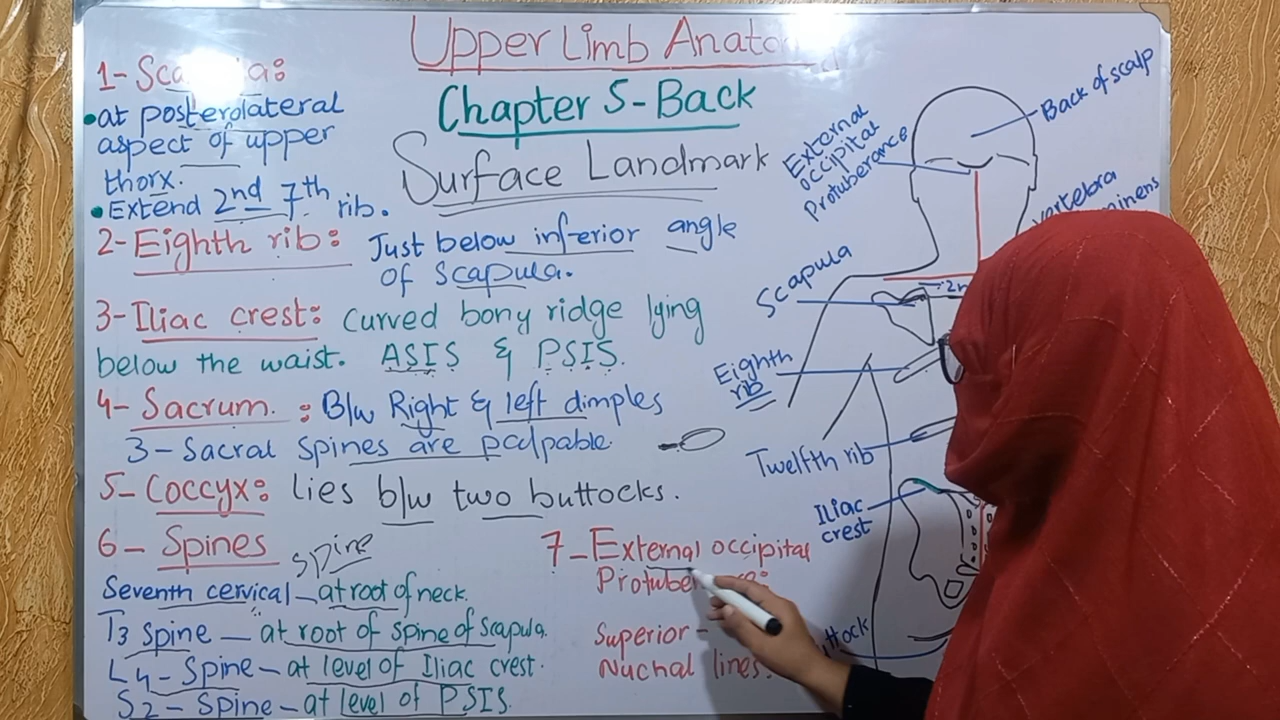 Upper Limb
Chapter 5-Back
Surface Landmark
1-
• at posterolateral
aspect of upper
thorx.
• Extend 2nd 7th rib.
2- Eighth rib: Just below inferior angle
of scapula.
3- Iliac crest: curved bony ridge lying
below the waist. ASIS & PSIS.
4- Sacrum. : B/w Right & left dimples
3- Sacral spines are palpable.
5- Coccyx: lies b/w two buttocks.
6- Spines
spine
Seventh cervical - at root of neck.
T3 spine - at root of spine of scapula.
L4 - Spine - at level of Iliac crest.
S2 - Spine - at level of PSIS.
7- External occipital
Superior -
Nuchal lines.
Back of scalp
External
occipital
Protuberance
vertebra
Scapula
Eighth
rib
Twelfth rib
Iliac
crest